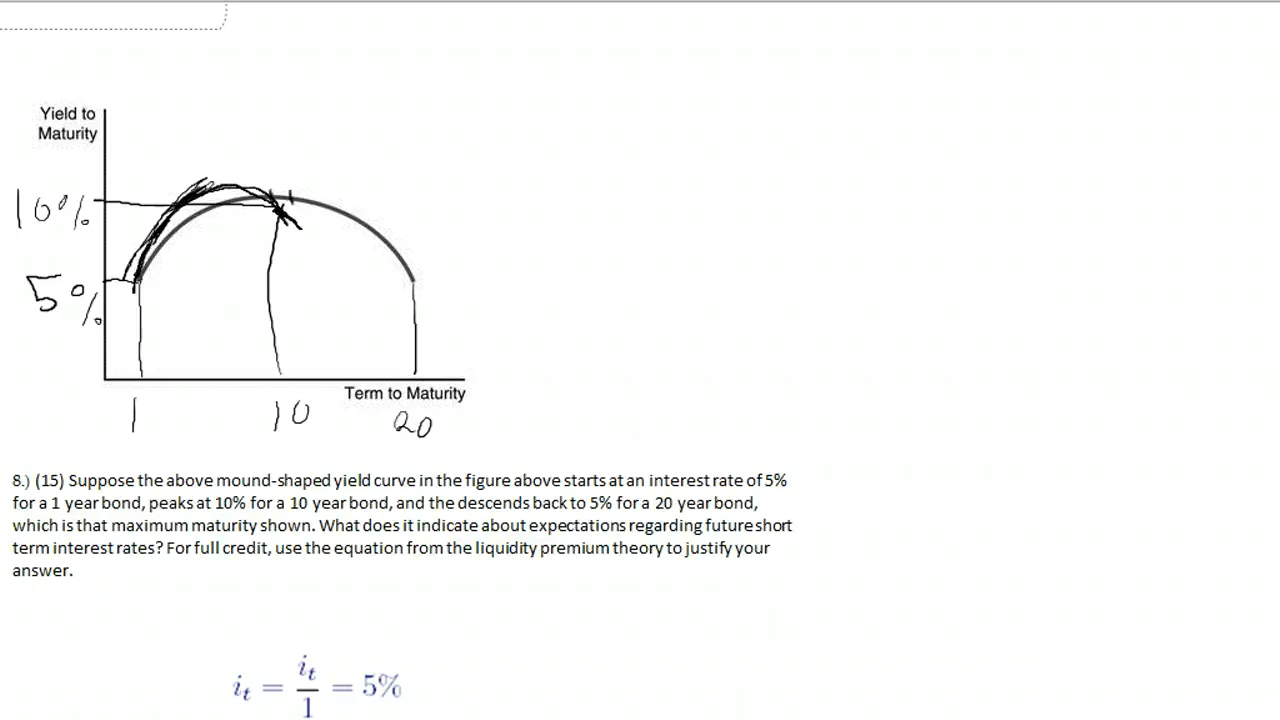 Yield to
Maturity
10%
5%
Term to Maturity
1 10 20
8.) (15) Suppose the above mound-shaped yield curve in the figure above starts at an interest rate of 5%
for a 1 year bond, peaks at 10% for a 10 year bond, and the descends back to 5% for a 20 year bond,
which is that maximum maturity shown. What does it indicate about expectations regarding future short
term interest rates? For full credit, use the equation from the liquidity premium theory to justify your
answer.
i_t = i_t/1 = 5%